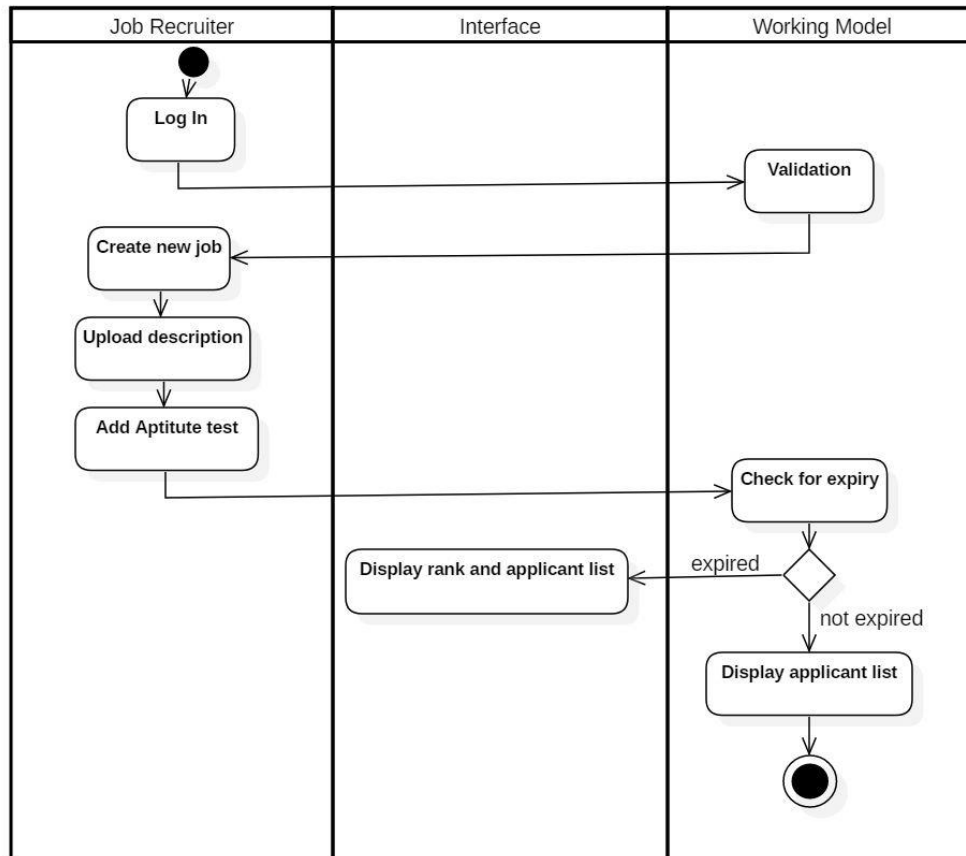 Job Recruiter
Interface
Working Model
Log In
Validation
Create new job
Upload description
Add Aptitute test
Check for expiry
expired
Display rank and applicant list
not expired
Display applicant list